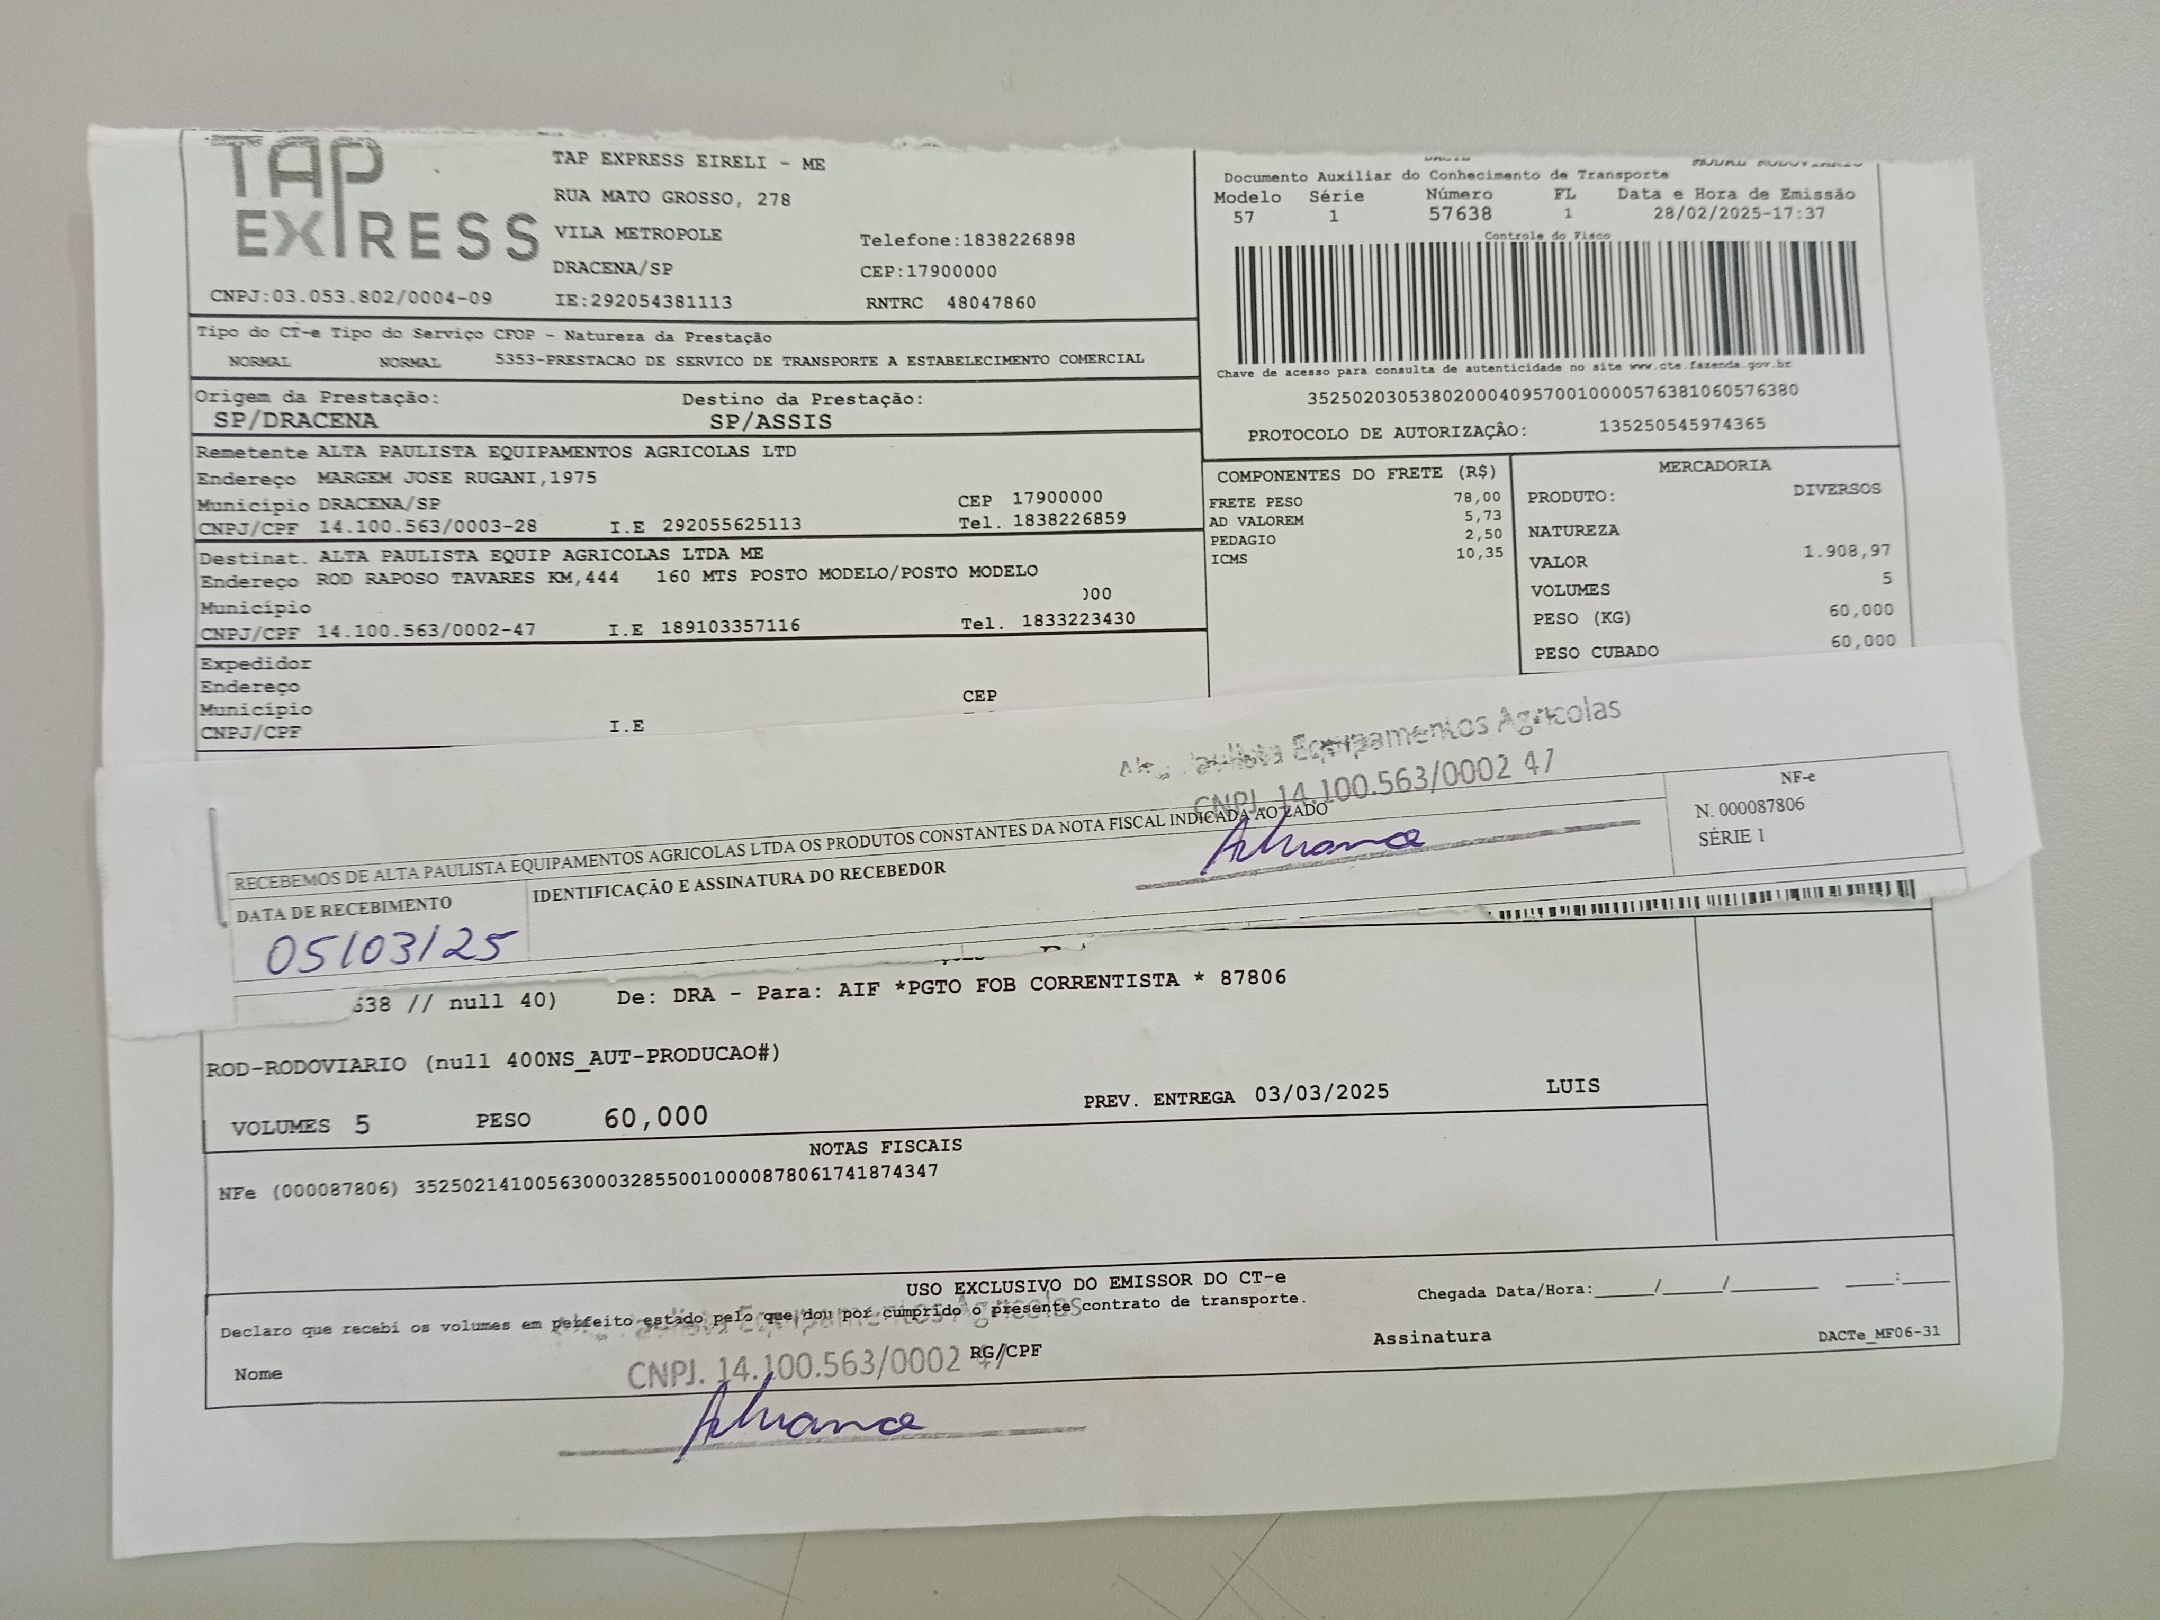 TAP EXPRESS
TAP EXPRESS EIRELI - ME
RUA MATO GROSSO, 278
VILA METROPOLE
Telefone:1838226898
DRACENA/SP
CEP:17900000
CNPJ:03.053.802/0004-09
IE:292054381113
RNTRC 48047860
Documento Auxiliar do Conhecimento de Transporte
Modelo Série Número FL Data e Hora de Emissão
57 1 57638 1 28/02/2025-17:37
Controle do Fisco
Chave de acesso para consulta de autenticidade no site www.cte.fazenda.gov.br
35250203053802000409570010000576381060576380
PROTOCOLO DE AUTORIZAÇÃO: 135250545974365
Tipo do CT-e Tipo do Serviço CFOP - Natureza da Prestação
NORMAL NORMAL 5353-PRESTACAO DE SERVICO DE TRANSPORTE A ESTABELECIMENTO COMERCIAL
Origem da Prestação: Destino da Prestação:
SP/DRACENA SP/ASSIS
Remetente ALTA PAULISTA EQUIPAMENTOS AGRICOLAS LTD
Endereço MARGEM JOSE RUGANI,1975
Município DRACENA/SP CEP 17900000
CNPJ/CPF 14.100.563/0003-28 I.E 292055625113 Tel. 1838226859
Destinat. ALTA PAULISTA EQUIP AGRICOLAS LTDA ME
Endereço ROD RAPOSO TAVARES KM,444 160 MTS POSTO MODELO/POSTO MODELO
Município 00
CNPJ/CPF 14.100.563/0002-47 I.E 189103357116 Tel. 1833223430
Expedidor
Endereço
Município CEP
CNPJ/CPF I.E
COMPONENTES DO FRETE (R$)
FRETE PESO 78,00
AD VALOREM 5,73
PEDAGIO 2,50
ICMS 10,35
MERCADORIA
PRODUTO: DIVERSOS
NATUREZA
VALOR 1.908,97
VOLUMES 5
PESO (KG) 60,000
PESO CUBADO 60,000
Paulista Equipamentos Agricolas
CNPJ. 14.100.563/0002 47
RECEBEMOS DE ALTA PAULISTA EQUIPAMENTOS AGRICOLAS LTDA OS PRODUTOS CONSTANTES DA NOTA FISCAL INDICADA AO LADO
DATA DE RECEBIMENTO
IDENTIFICAÇÃO E ASSINATURA DO RECEBEDOR
05/03/25
NF-e
N. 000087806
SÉRIE 1
638 // null 40) De: DRA - Para: AIF *PGTO FOB CORRENTISTA * 87806
ROD-RODOVIARIO (null 400NS_AUT-PRODUCAO#)
VOLUMES 5 PESO 60,000 PREV. ENTREGA 03/03/2025 LUIS
NOTAS FISCAIS
NFe (000087806) 35250214100563000328550010000878061741874347
USO EXCLUSIVO DO EMISSOR DO CT-e
Declaro que recebi os volumes em perfeito estado pelo que dou por cumprido o presente contrato de transporte.
Chegada Data/Hora:_____/_____/________ ____:____
Nome RG/CPF Assinatura
DACTe_MF06-31
Equipamentos Agricolas
CNPJ. 14.100.563/0002 47